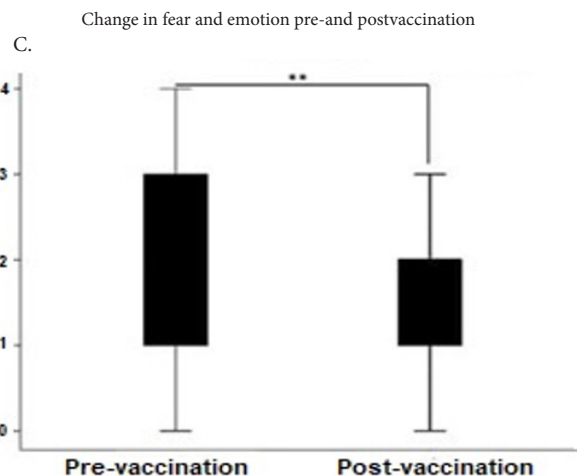 Change in fear and emotion pre-and postvaccination
C.
**
4
3
2
1
0
Pre-vaccination Post-vaccination